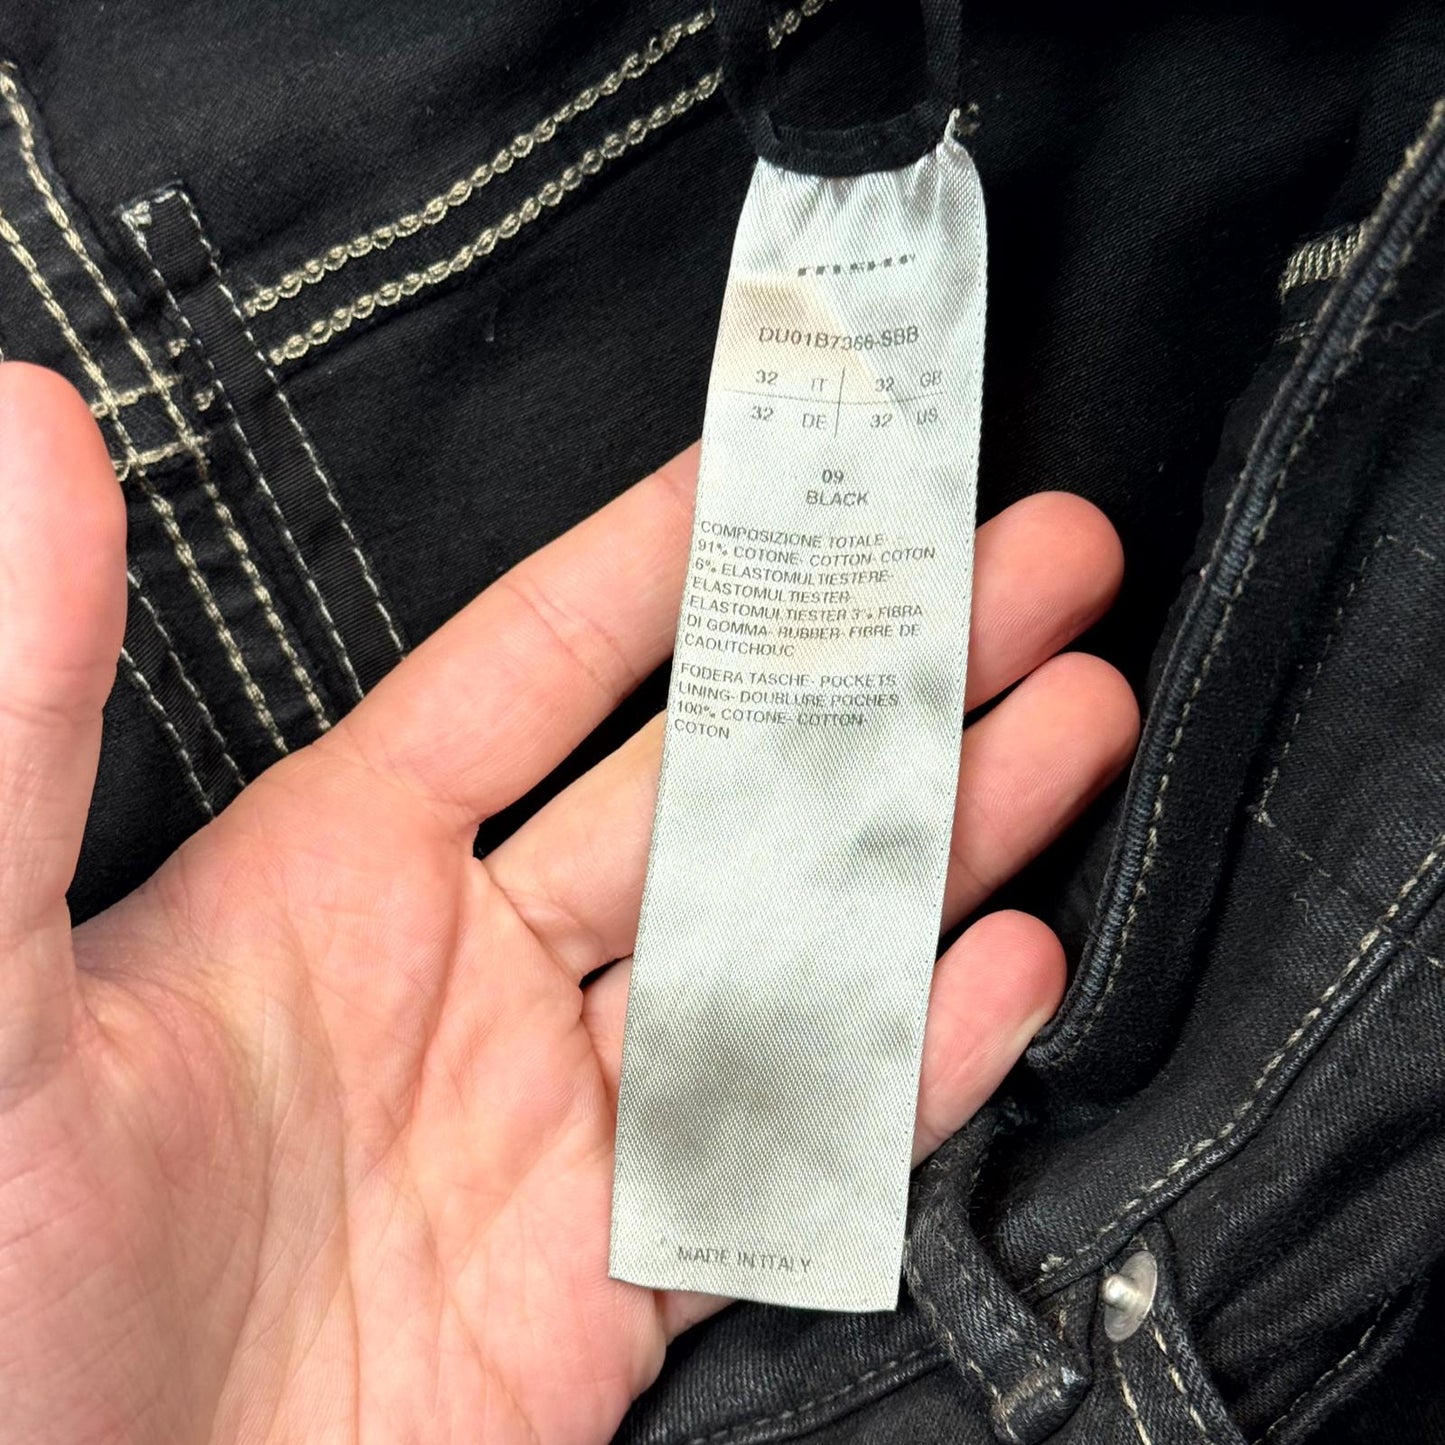 DU01B7366-SBB
32 IT 32 GB
32 DE 32 US
09
BLACK
COMPOSIZIONE TOTALE-
91% COTONE- COTTON- COTON
6% ELASTOMULTIESTERE-
ELASTOMULTIESTER-
ELASTOMULTIESTER 3% FIBRA
DI GOMMA- RUBBER- FIBRE DE
CAOUTCHOUC
FODERA TASCHE- POCKETS
LINING- DOUBLURE POCHES
100% COTONE- COTTON-
COTON
MADE IN ITALY